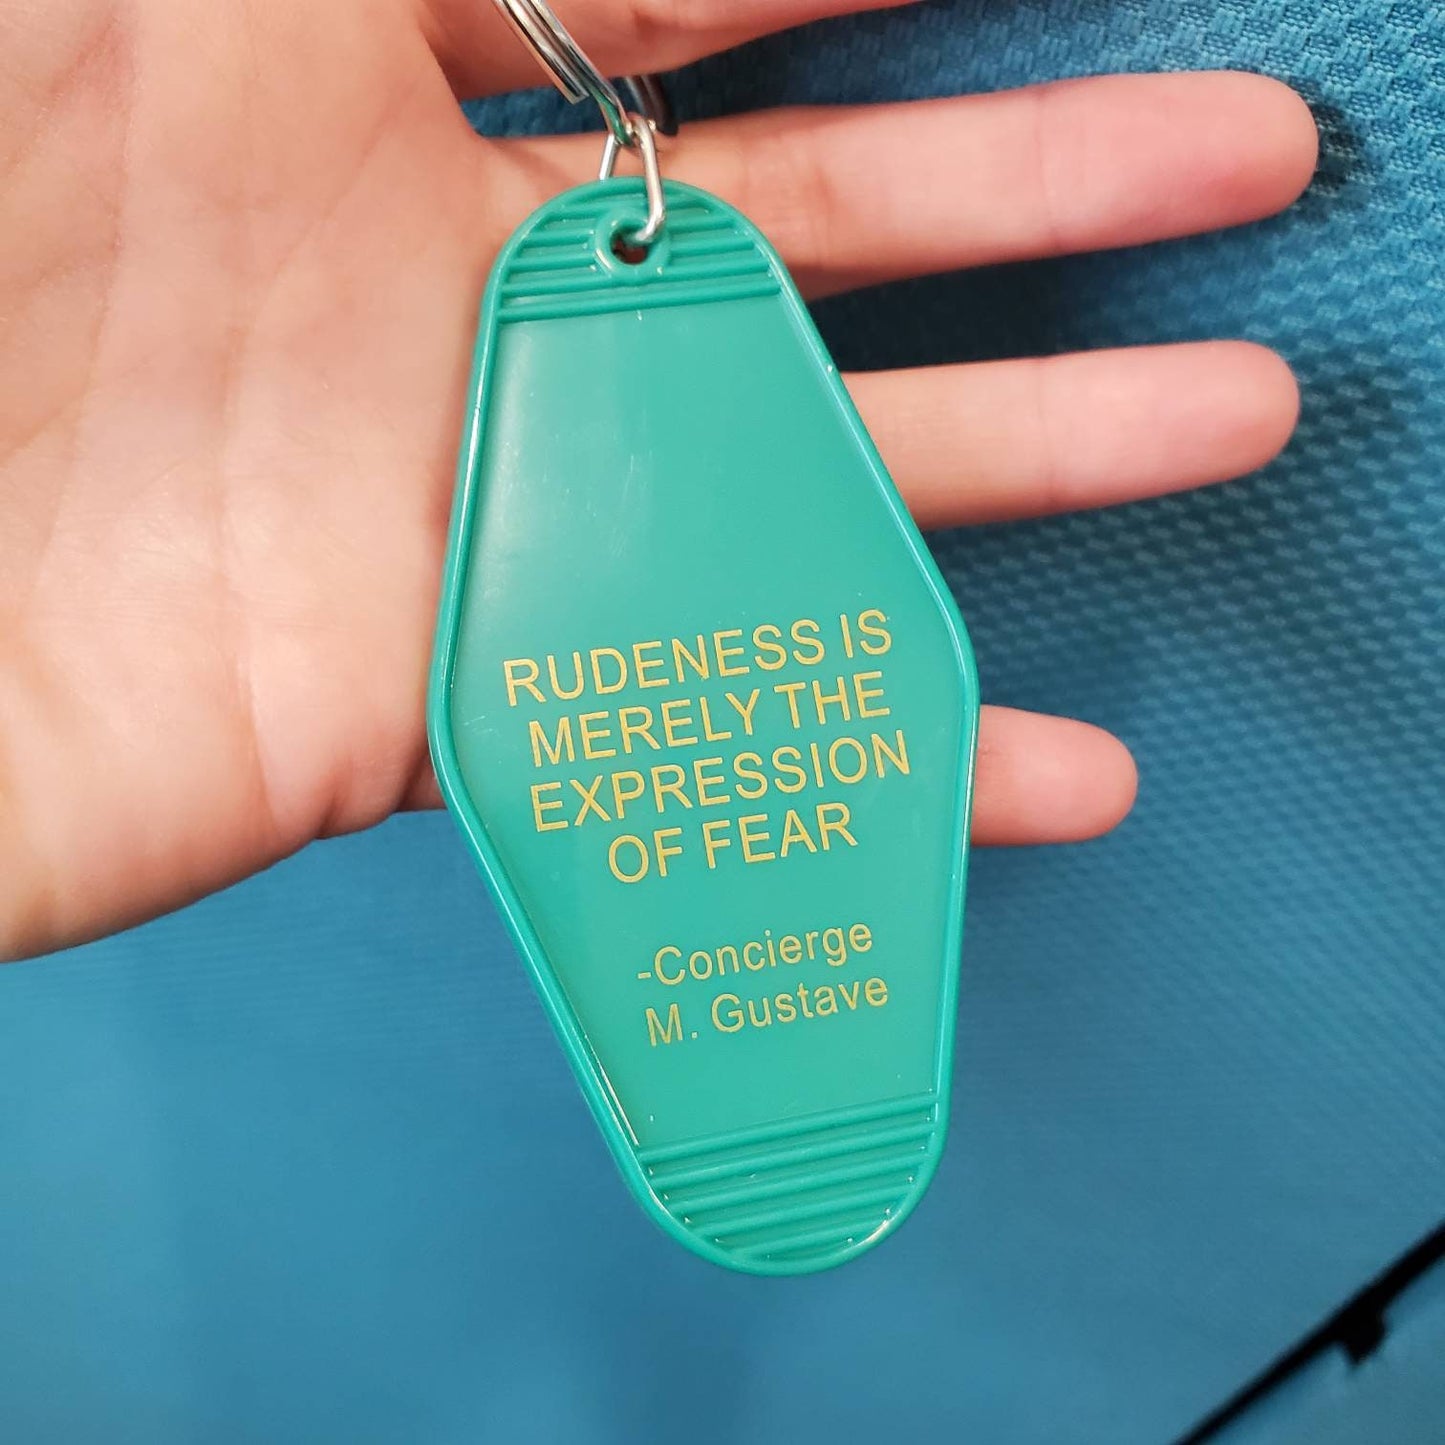 RUDENESS IS
MERELY THE
EXPRESSION
OF FEAR
-Concierge
M. Gustave